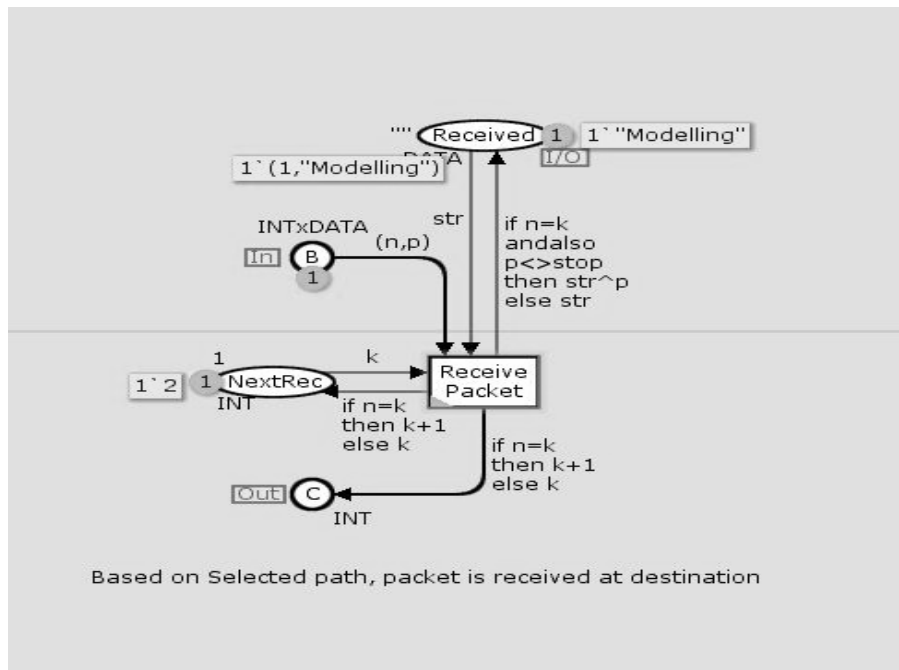 "" Received 1 1`"Modelling"
DATA I/O
1`(1,"Modelling")
str
if n=k
andalso
p<>stop
then str^p
else str
INTxDATA
(n,p)
In B
1
1 k
1`2 1 NextRec
INT
Receive
Packet
if n=k
then k+1
else k
if n=k
then k+1
else k
Out C
INT
Based on Selected path, packet is received at destination